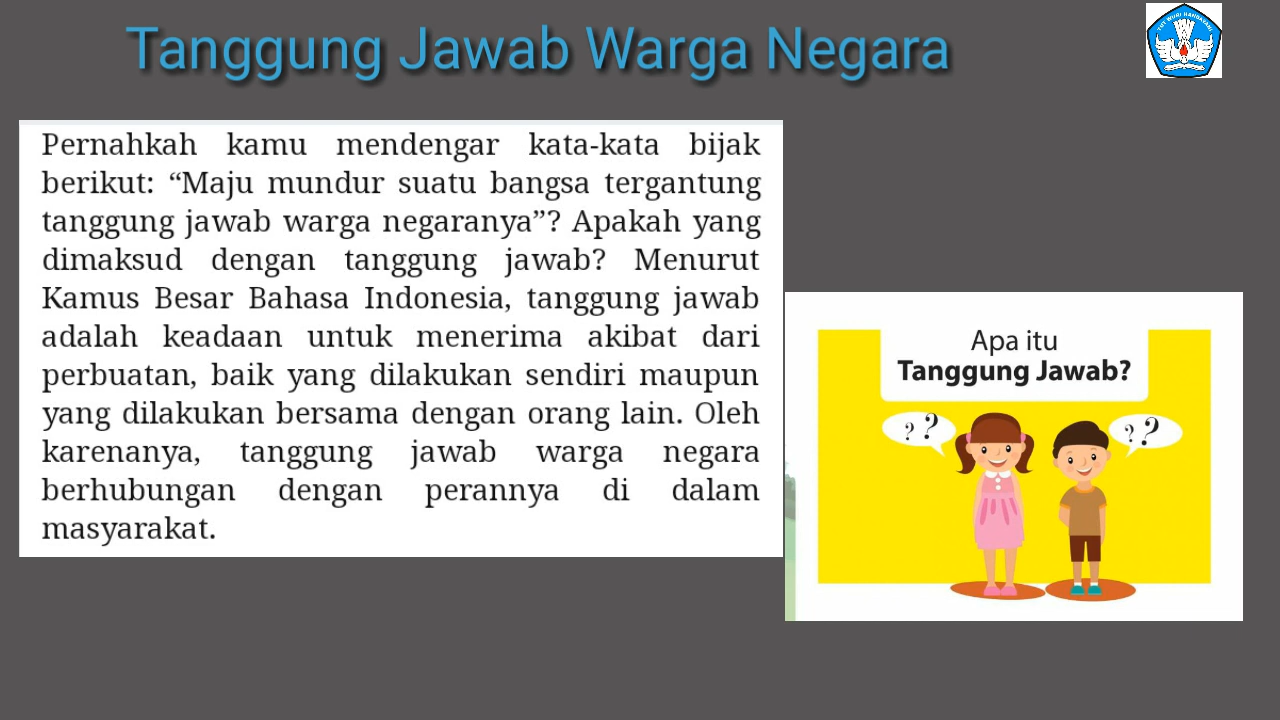 Tanggung Jawab Warga Negara
TUT WURI HANDAYANI
Pernahkah kamu mendengar kata-kata bijak
berikut: “Maju mundur suatu bangsa tergantung
tanggung jawab warga negaranya”? Apakah yang
dimaksud dengan tanggung jawab? Menurut
Kamus Besar Bahasa Indonesia, tanggung jawab
adalah keadaan untuk menerima akibat dari
perbuatan, baik yang dilakukan sendiri maupun
yang dilakukan bersama dengan orang lain. Oleh
karenanya, tanggung jawab warga negara
berhubungan dengan perannya di dalam
masyarakat.
Apa itu
Tanggung Jawab?
? ?
? ?